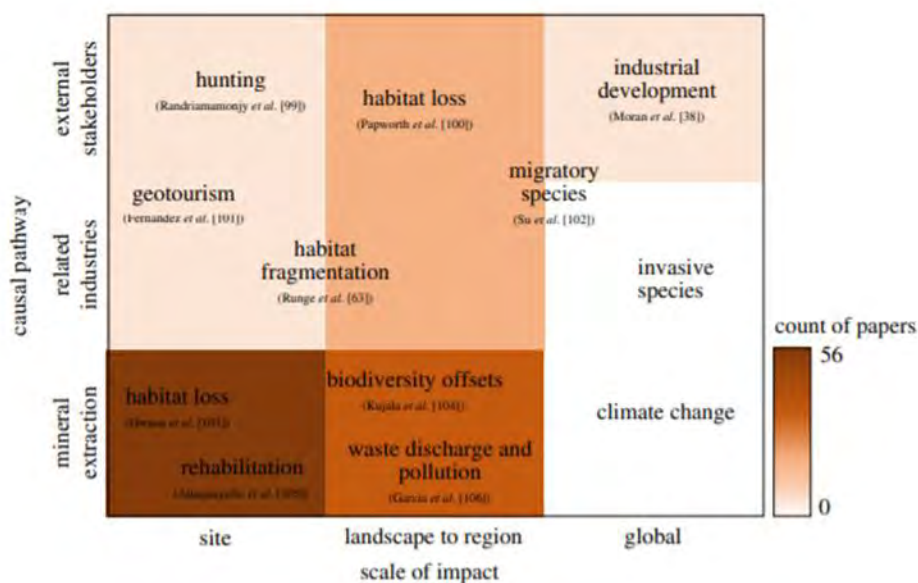 external
stakeholders
related
industries
mineral
extraction
causal pathway
hunting
(Randriamamonjy et al. [99])
habitat loss
(Papworth et al. [100])
industrial
development
(Moran et al. [38])
geotourism
(Fernandez et al. [101])
migratory
species
(Su et al. [102])
habitat
fragmentation
(Runge et al. [63])
invasive
species
habitat loss
et al.
rehabilitation
et al.
biodiversity offsets
(Kujala et al. [104])
waste discharge and
pollution
(Garcia et al. [106])
climate change
count of papers
56
0
site
landscape to region
global
scale of impact